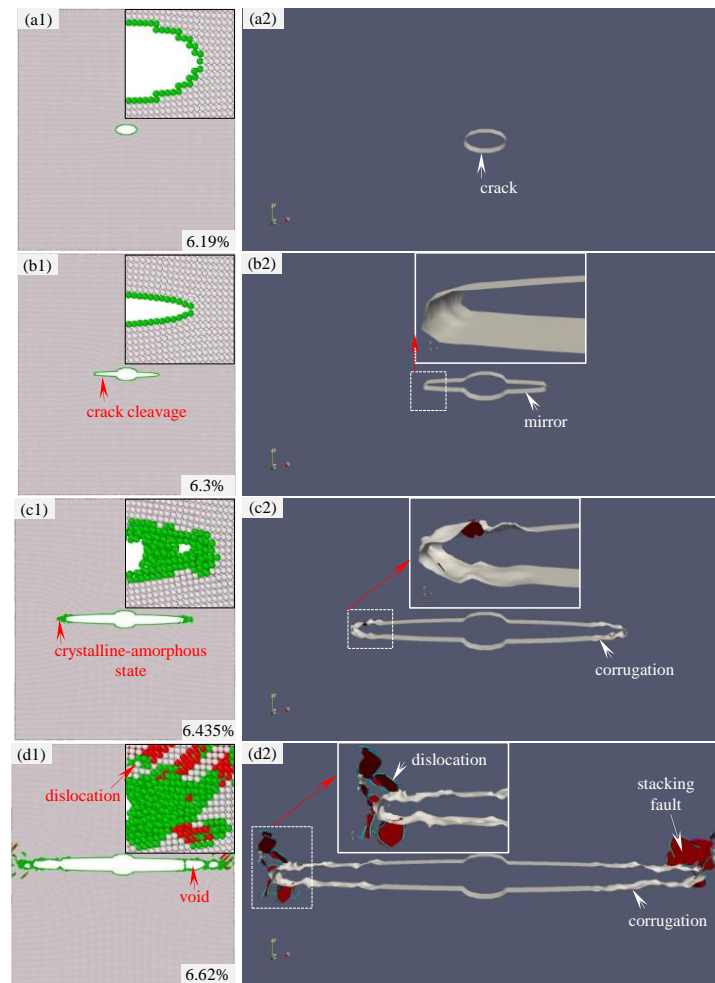 (a1)
(a2)
crack
6.19%
(b1)
(b2)
crack cleavage
mirror
6.3%
(c1)
(c2)
crystalline-amorphous
state
corrugation
6.435%
(d1)
(d2)
dislocation
dislocation
stacking
fault
void
corrugation
6.62%